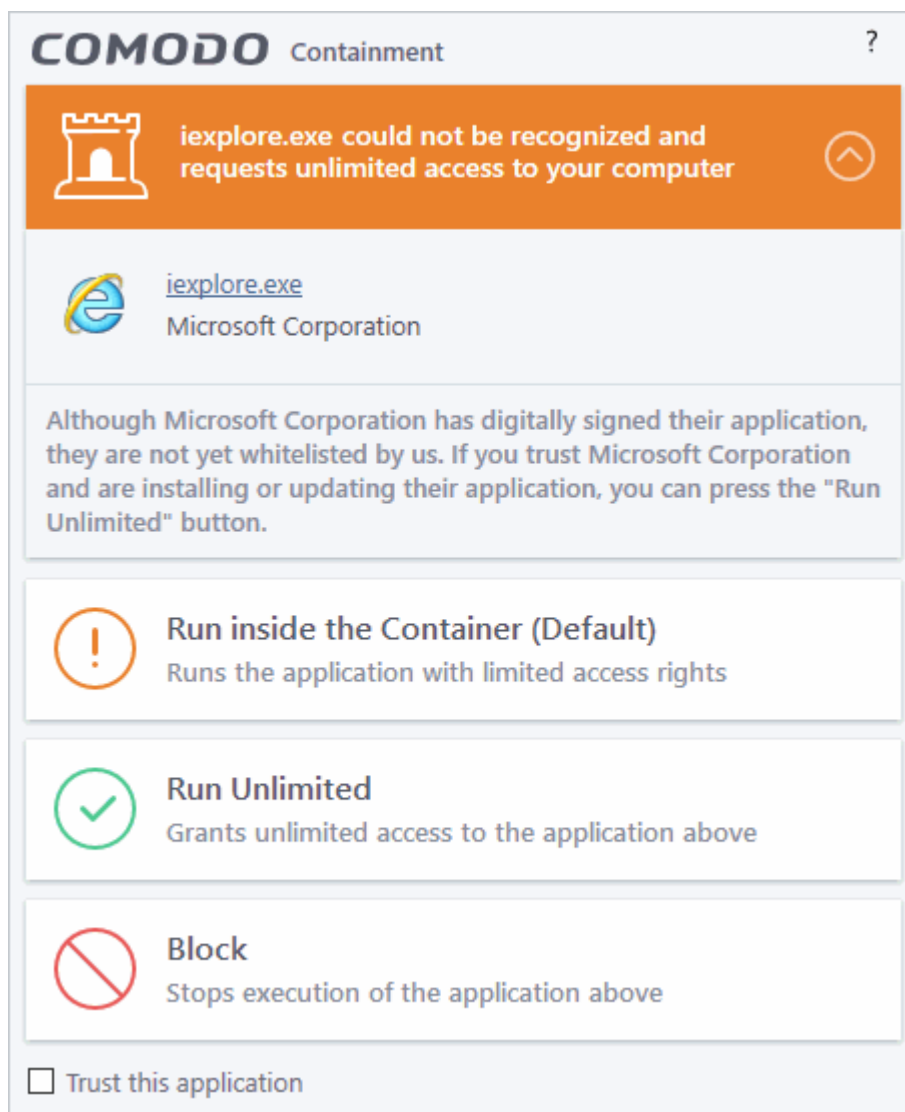 COMODO Containment ?
iexplore.exe could not be recognized and
requests unlimited access to your computer
iexplore.exe
Microsoft Corporation
Although Microsoft Corporation has digitally signed their application,
they are not yet whitelisted by us. If you trust Microsoft Corporation
and are installing or updating their application, you can press the "Run
Unlimited" button.
Run inside the Container (Default)
Runs the application with limited access rights
Run Unlimited
Grants unlimited access to the application above
Block
Stops execution of the application above
Trust this application